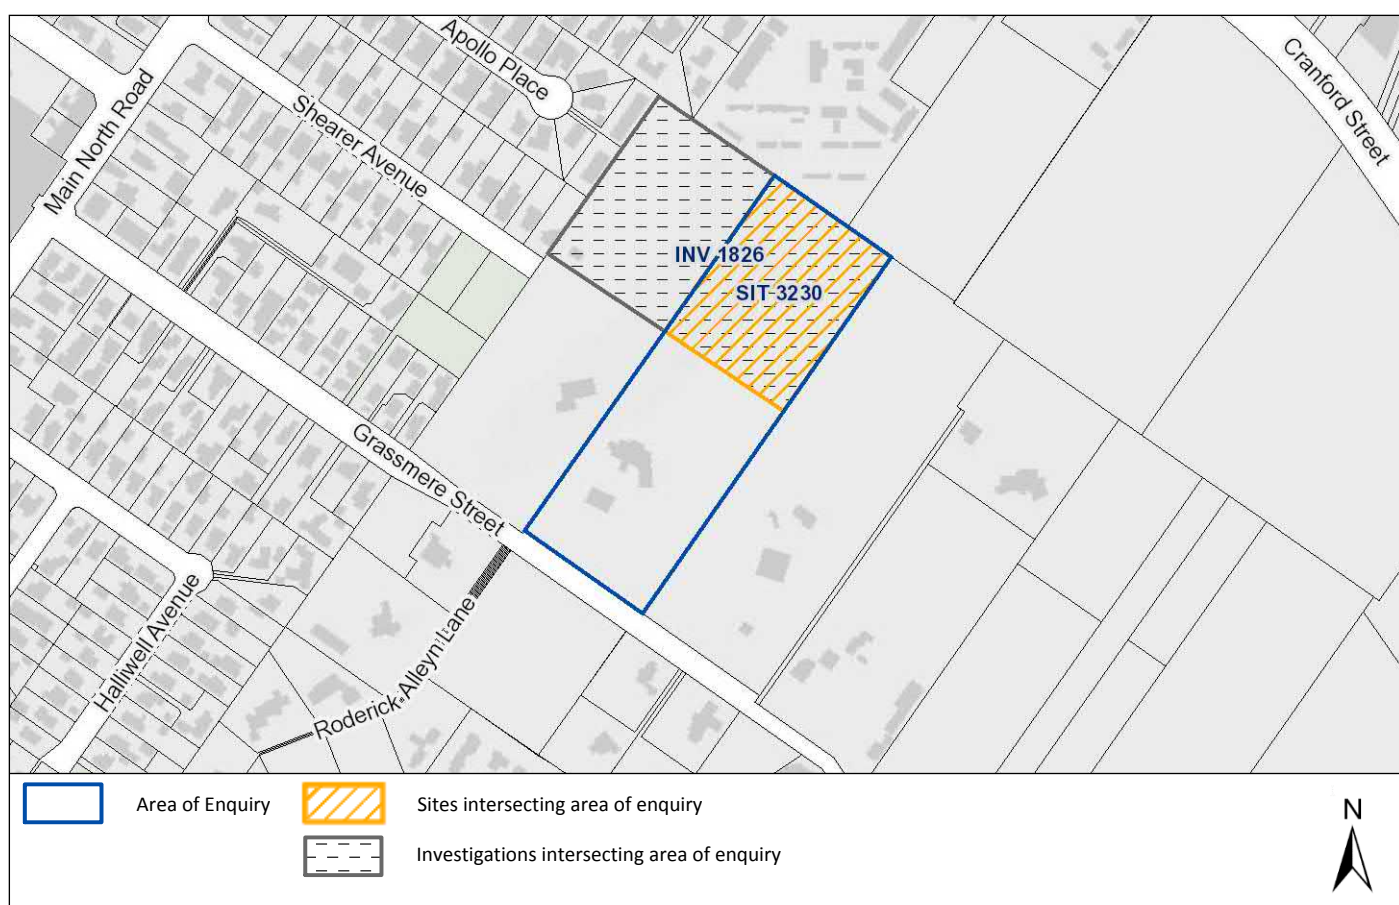 Apollo Place
Cranford Street
Main North Road
Shearer Avenue
INV 1826
SIT 3230
Grassmere Street
Halliwell Avenue
Roderick Alleyn Lane
Area of Enquiry
Sites intersecting area of enquiry
N
Investigations intersecting area of enquiry